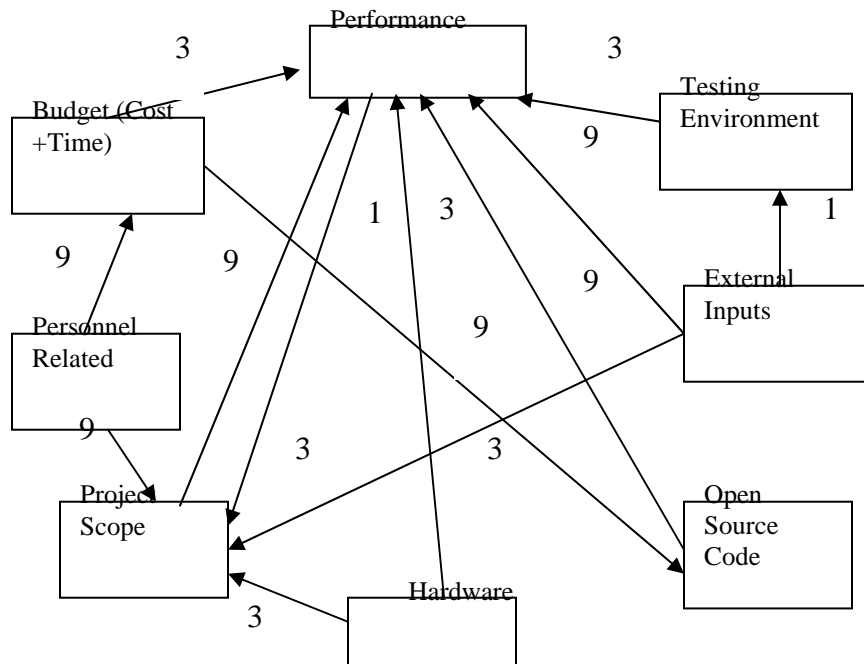 Performance
3
3
Budget (Cost
+Time)
Testing
Environment
9
1
3
1
9
9
9
External
Inputs
Personnel
Related
9
9
3
3
Project
Scope
Open
Source
Code
Hardware
3